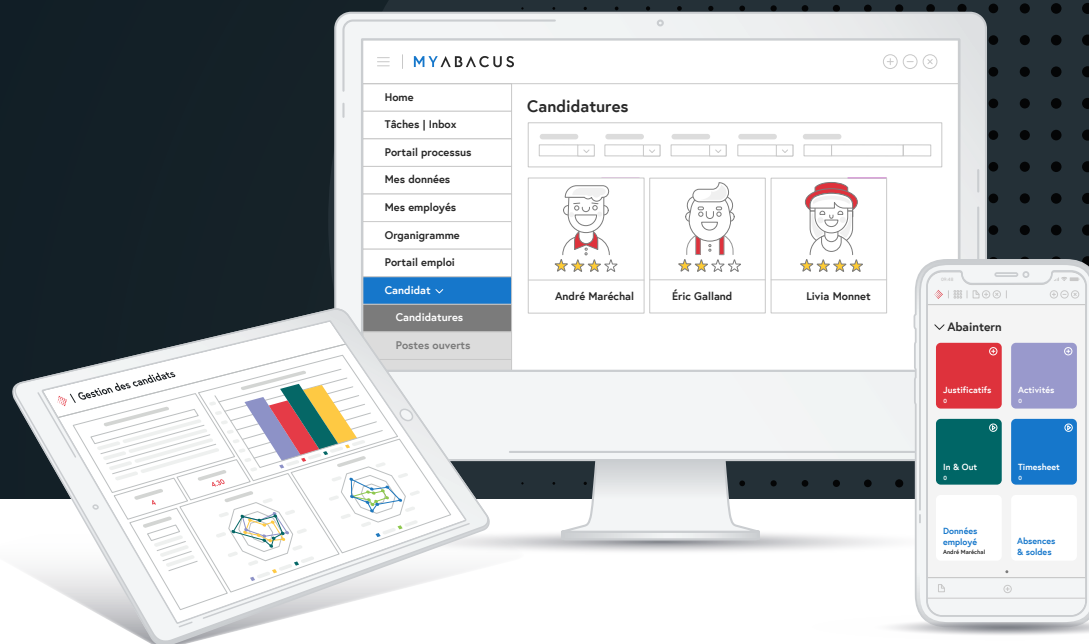 MYΛBΛCUS
Home
Tâches | Inbox
Portail processus
Mes données
Mes employés
Organigramme
Portail emploi
Candidat
Candidatures
Postes ouverts
Candidatures
André Maréchal
Éric Galland
Livia Monnet
Gestion des candidats
4
4.30
Abaintern
Justificatifs
0
Activités
0
In & Out
0
Timesheet
0
Données
employé
André Maréchal
Absences
& soldes